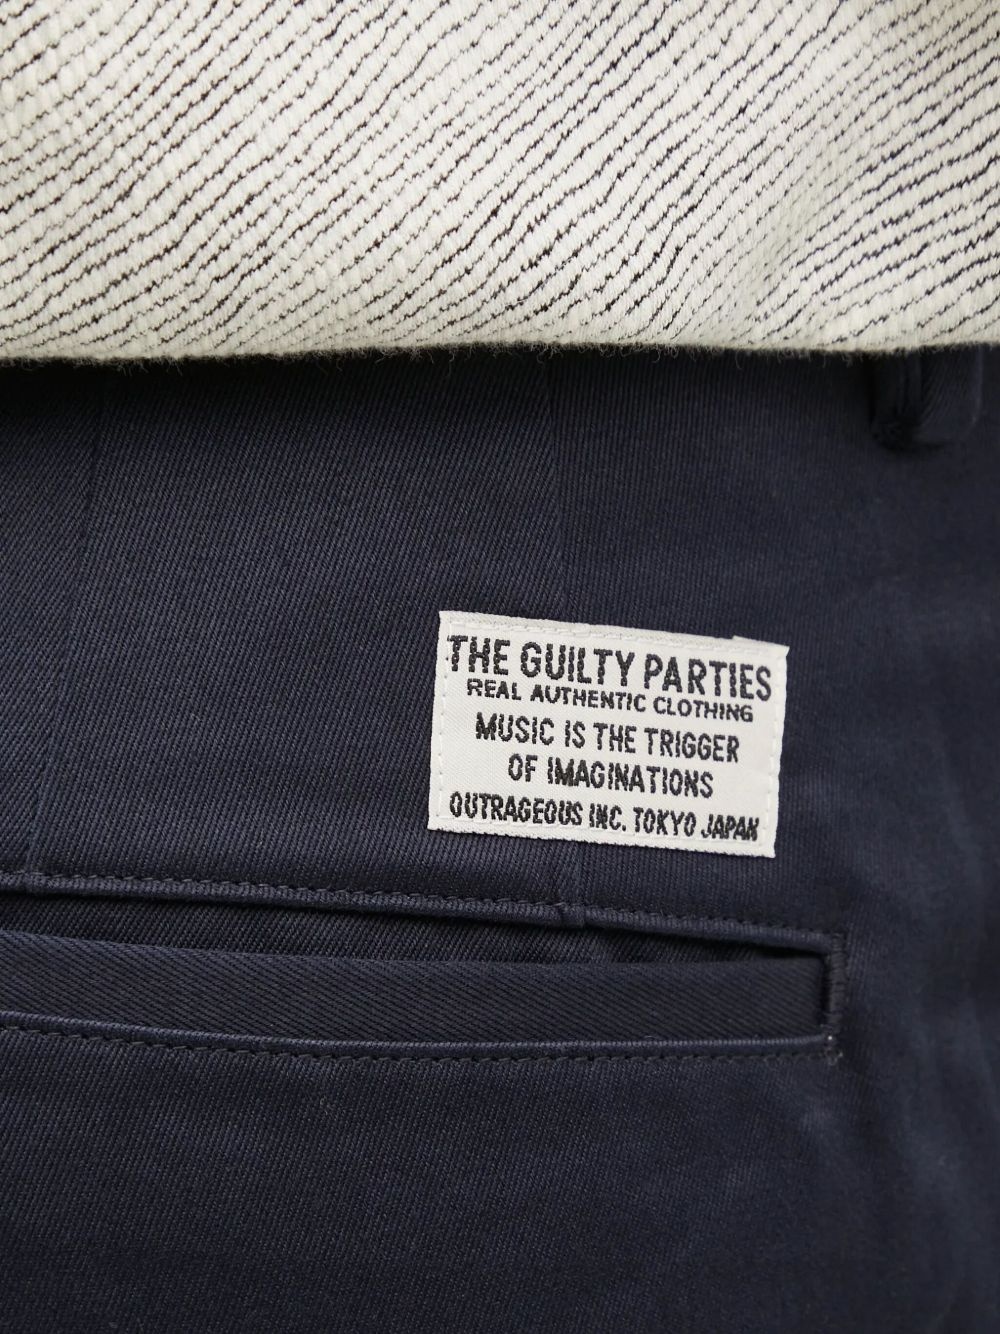 THE GUILTY PARTIES
REAL AUTHENTIC CLOTHING
MUSIC IS THE TRIGGER
OF IMAGINATIONS
OUTRAGEOUS INC. TOKYO JAPAN